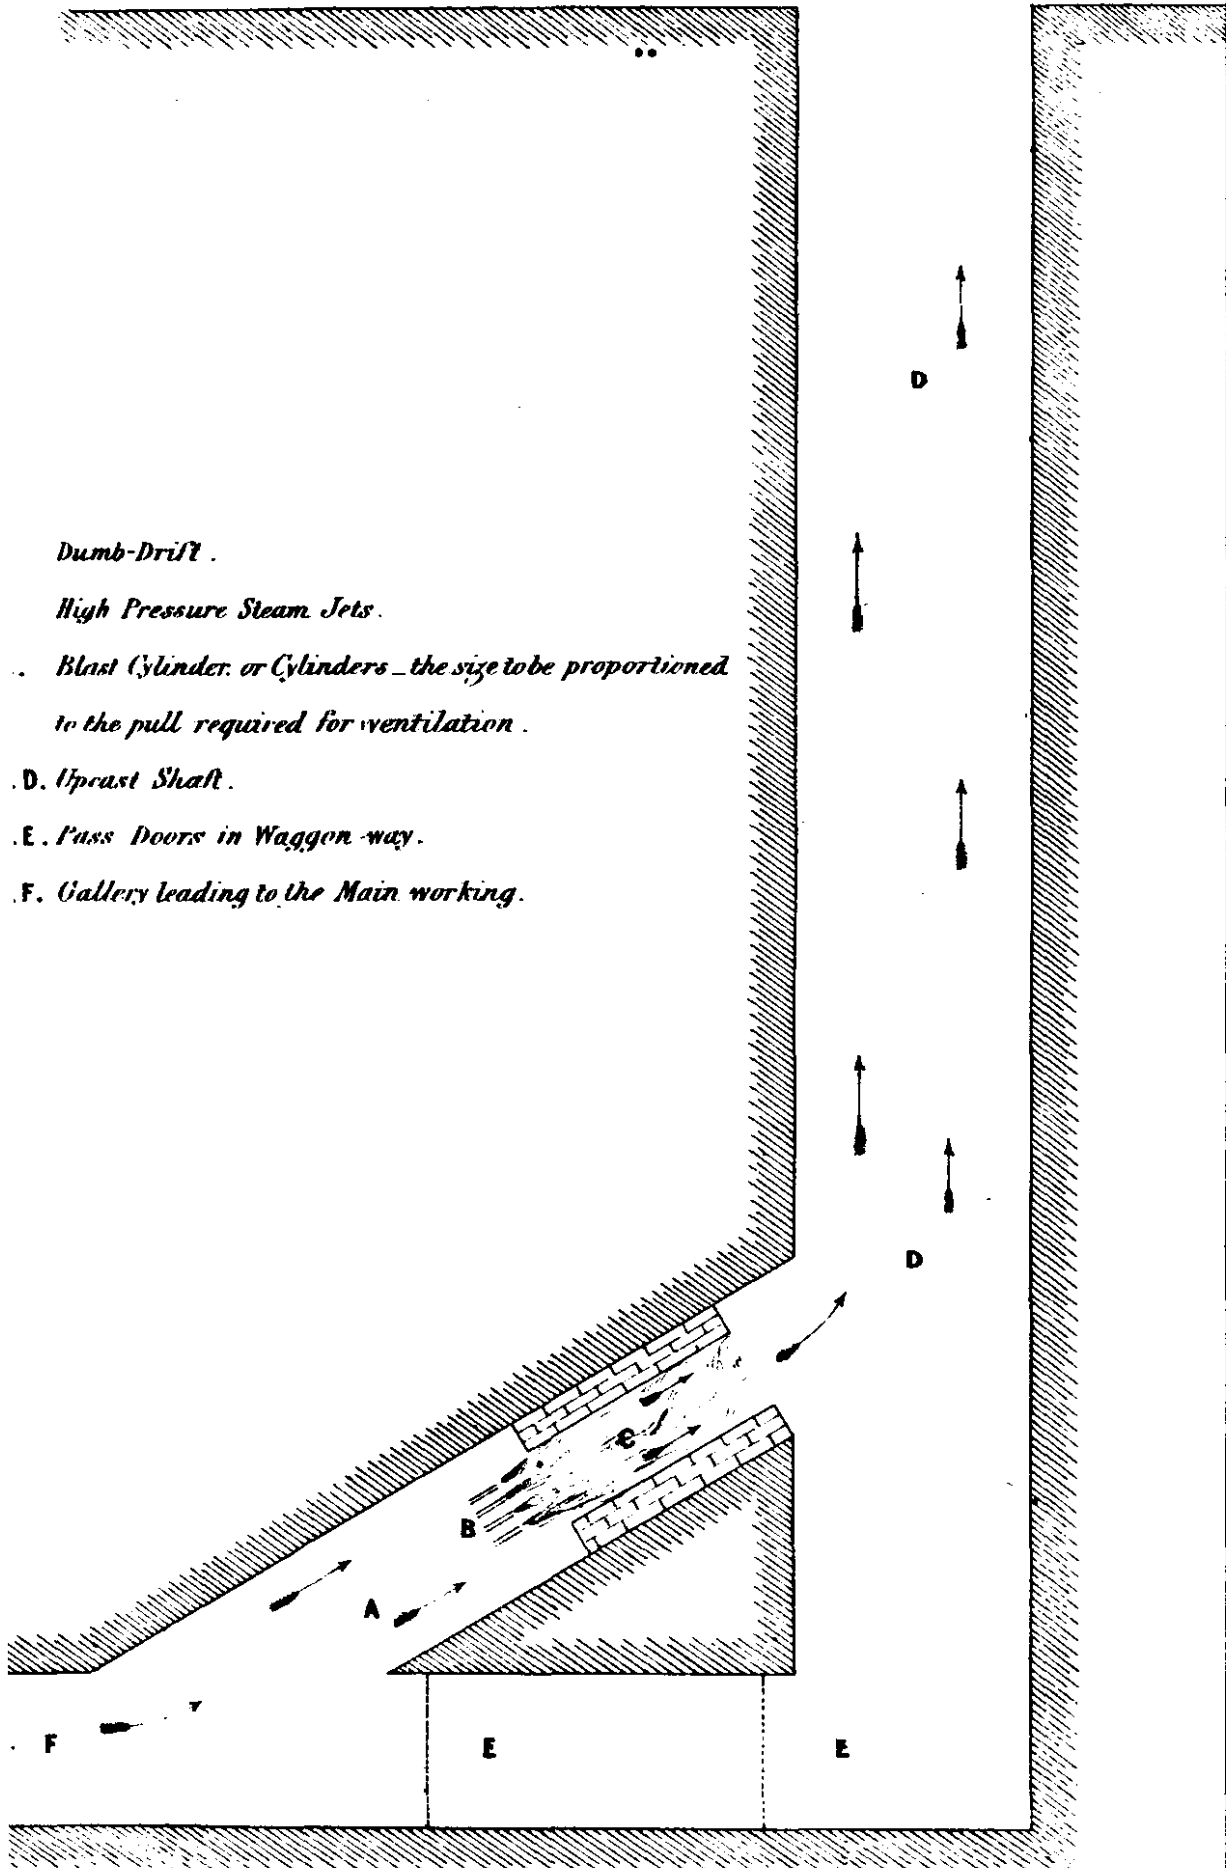 Dumb-Drift.
High Pressure Steam Jets.
. Blast Cylinder. or Cylinders _ the size to be proportioned
to the pull required for ventilation.
.D. Upcast Shaft.
.E. Pass Doors in Waggon-way.
.F. Gallery leading to the Main working.
D
D
C
B
A
F
E
E